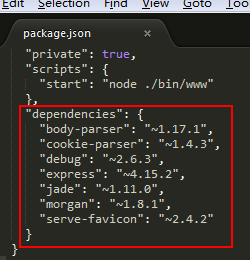 Selection Find View Goto Tool
package.json ×
"private": true,
"scripts": {
"start": "node ./bin/www"
},
"dependencies": {
"body-parser": "~1.17.1",
"cookie-parser": "~1.4.3",
"debug": "~2.6.3",
"express": "~4.15.2",
"jade": "~1.11.0",
"morgan": "~1.8.1",
"serve-favicon": "~2.4.2"
}
}